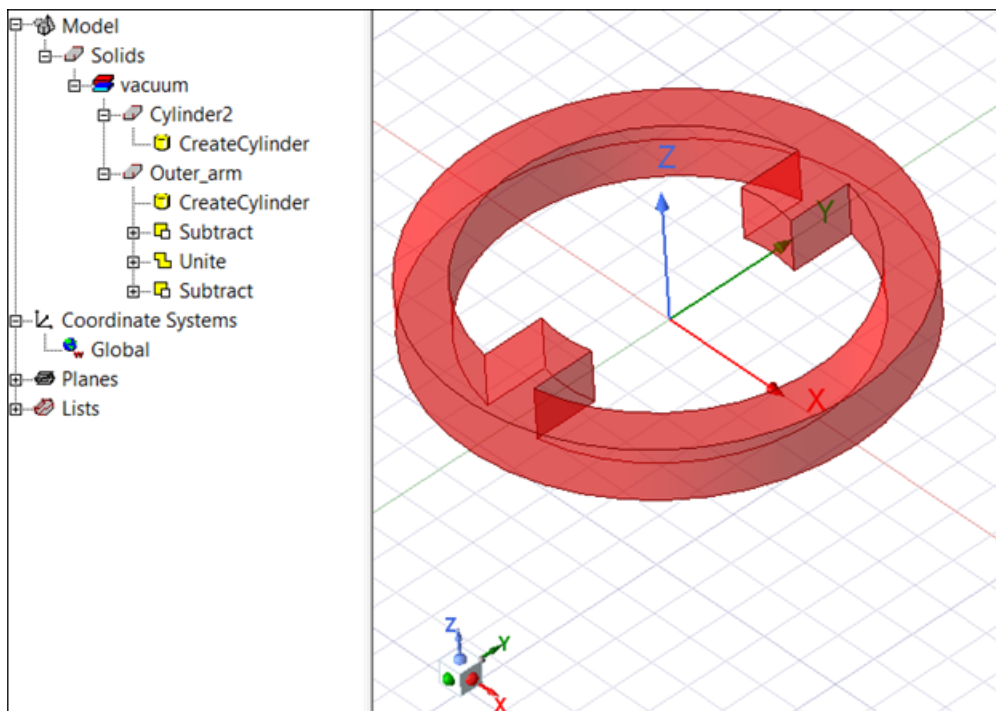 Model
Solids
vacuum
Cylinder2
CreateCylinder
Outer_arm
CreateCylinder
Subtract
Unite
Subtract
Coordinate Systems
Global
Planes
Lists
Z
Y
X
Z
Y
X